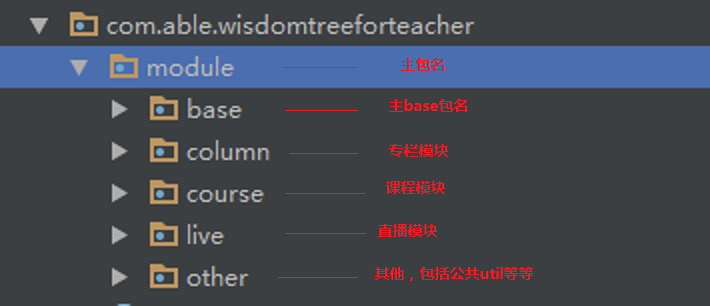 com.able.wisdomtreeforteacher
module 主包名
base 主base包名
column 专栏模块
course 课程模块
live 直播模块
other 其他，包括公共util等等